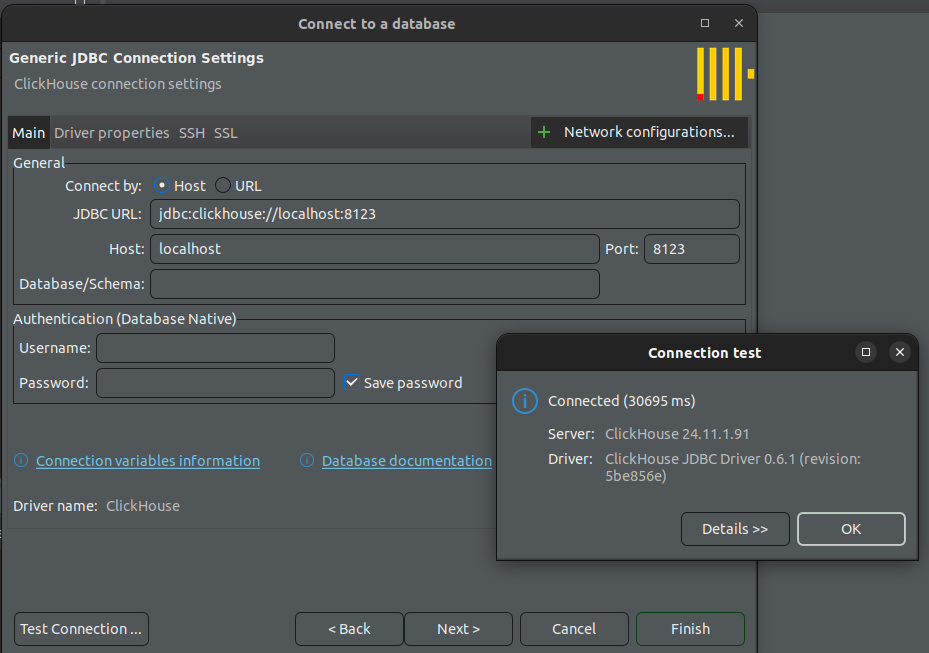 Connect to a database
Generic JDBC Connection Settings
ClickHouse connection settings
Main Driver properties SSH SSL
+ Network configurations...
General
Connect by: Host URL
JDBC URL: jdbc:clickhouse://localhost:8123
Host: localhost Port: 8123
Database/Schema:
Authentication (Database Native)
Username:
Password: Save password
Connection variables information Database documentation
Driver name: ClickHouse
Test Connection ... < Back Next > Cancel Finish
Connection test
Connected (30695 ms)
Server: ClickHouse 24.11.1.91
Driver: ClickHouse JDBC Driver 0.6.1 (revision:
5be856e)
Details >> OK